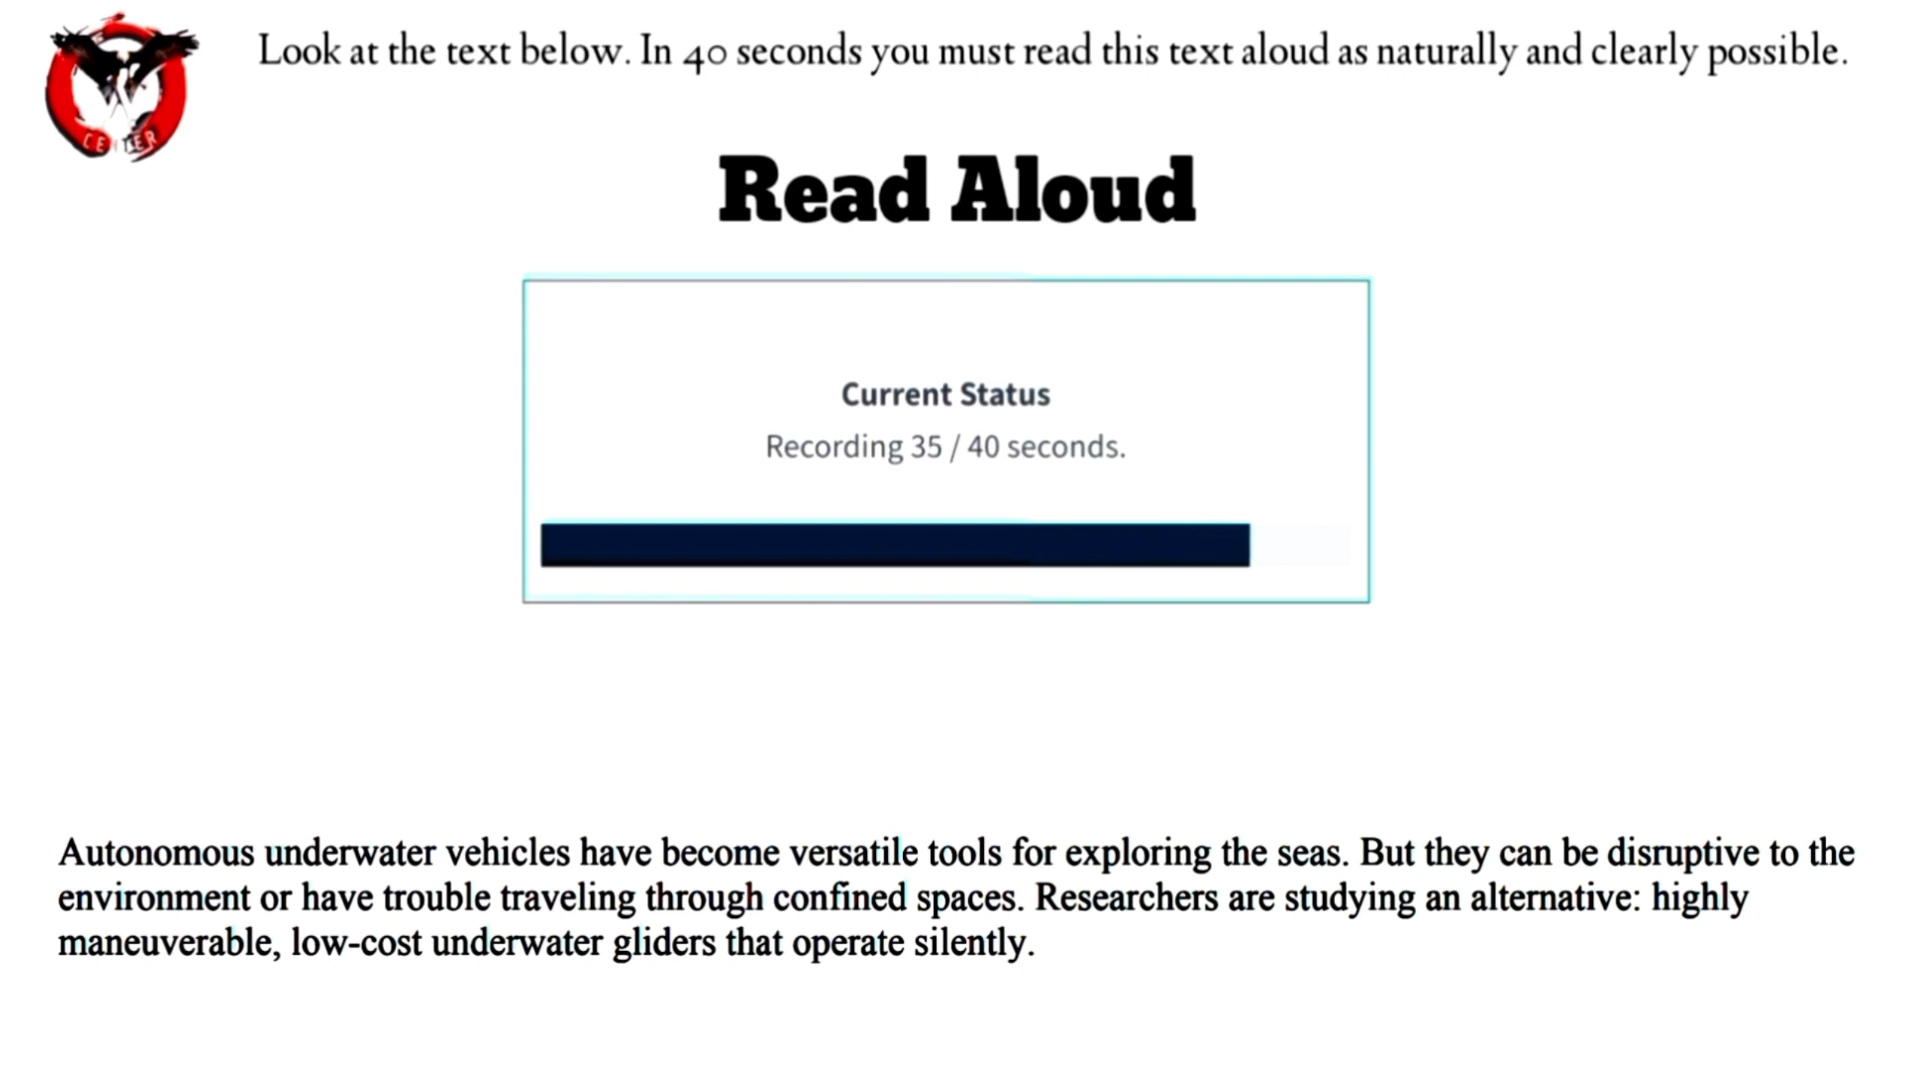 Look at the text below. In 40 seconds you must read this text aloud as naturally and clearly possible.
CENTER
Read Aloud
Current Status
Recording 35 / 40 seconds.
Autonomous underwater vehicles have become versatile tools for exploring the seas. But they can be disruptive to the
environment or have trouble traveling through confined spaces. Researchers are studying an alternative: highly
maneuverable, low-cost underwater gliders that operate silently.